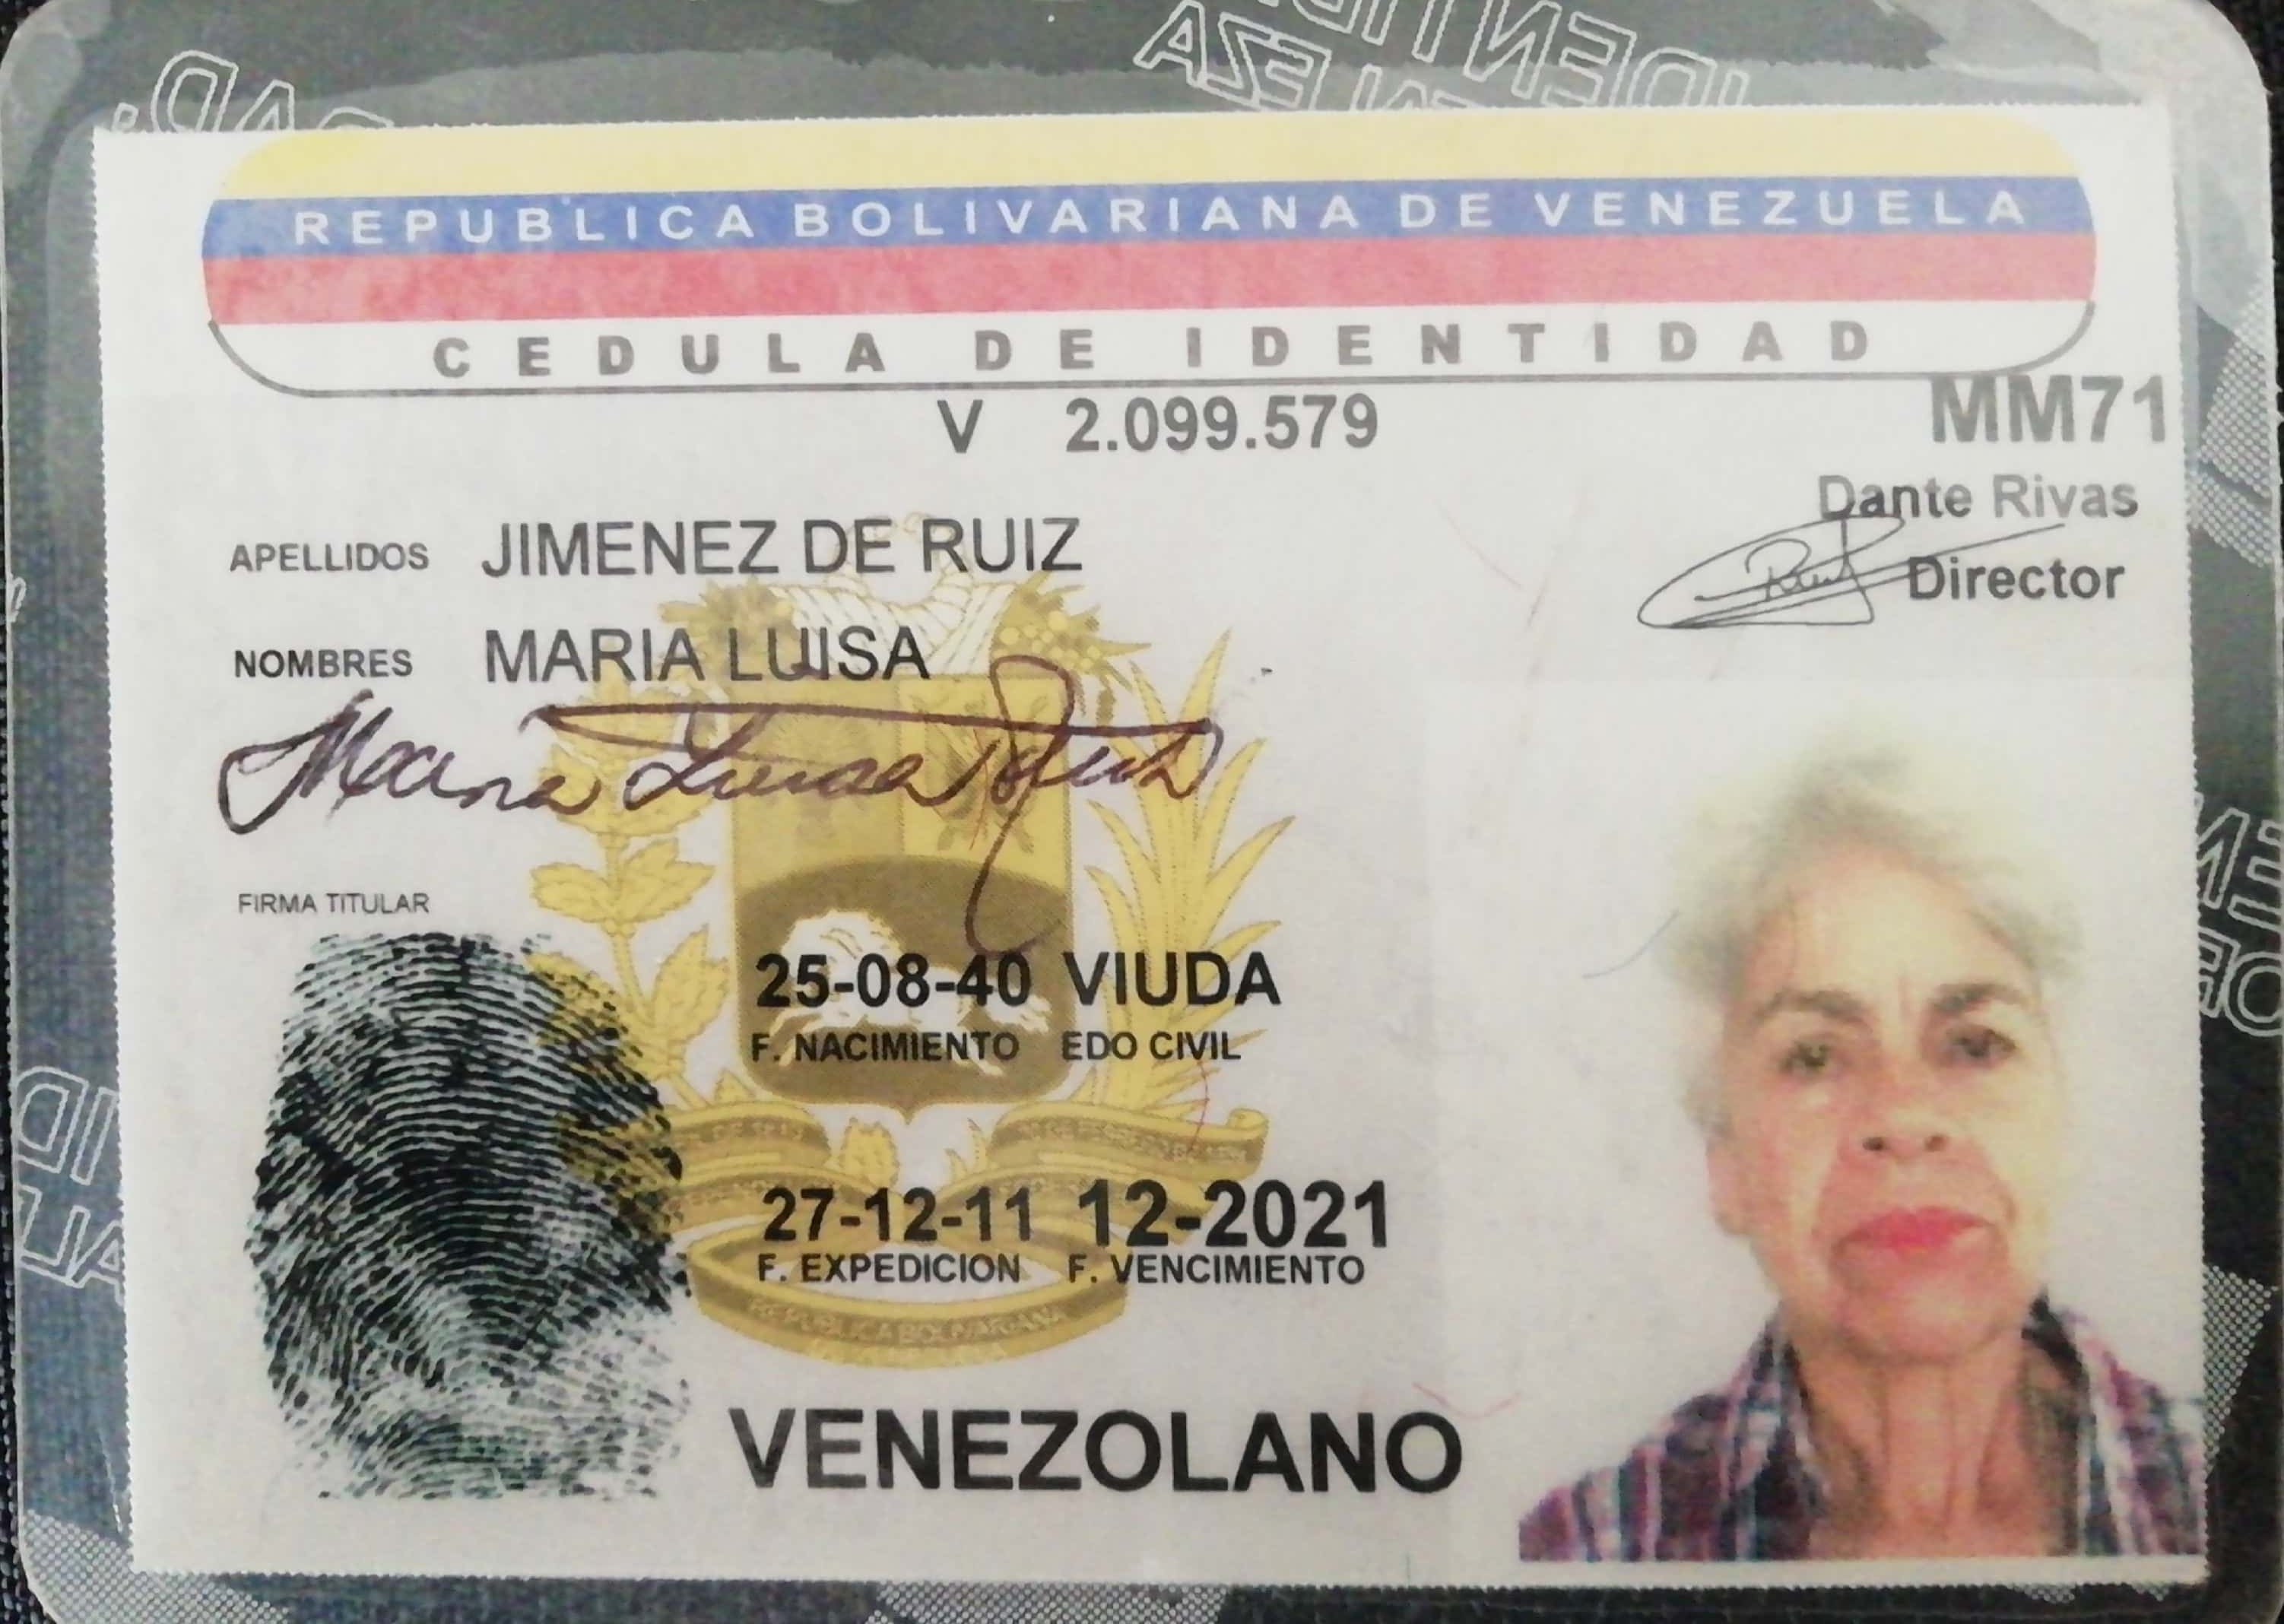 REPUBLICA BOLIVARIANA DE VENEZUELA
CEDULA DE IDENTIDAD
V 2.099.579
MM71
Dante Rivas
Director
APELLIDOS JIMENEZ DE RUIZ
NOMBRES MARIA LUISA
Maria Luisa Ruiz
FIRMA TITULAR
25-08-40 VIUDA
F. NACIMIENTO EDO CIVIL
27-12-11 12-2021
F. EXPEDICION F. VENCIMIENTO
REPUBLICA BOLIVARIANA
VENEZOLANO